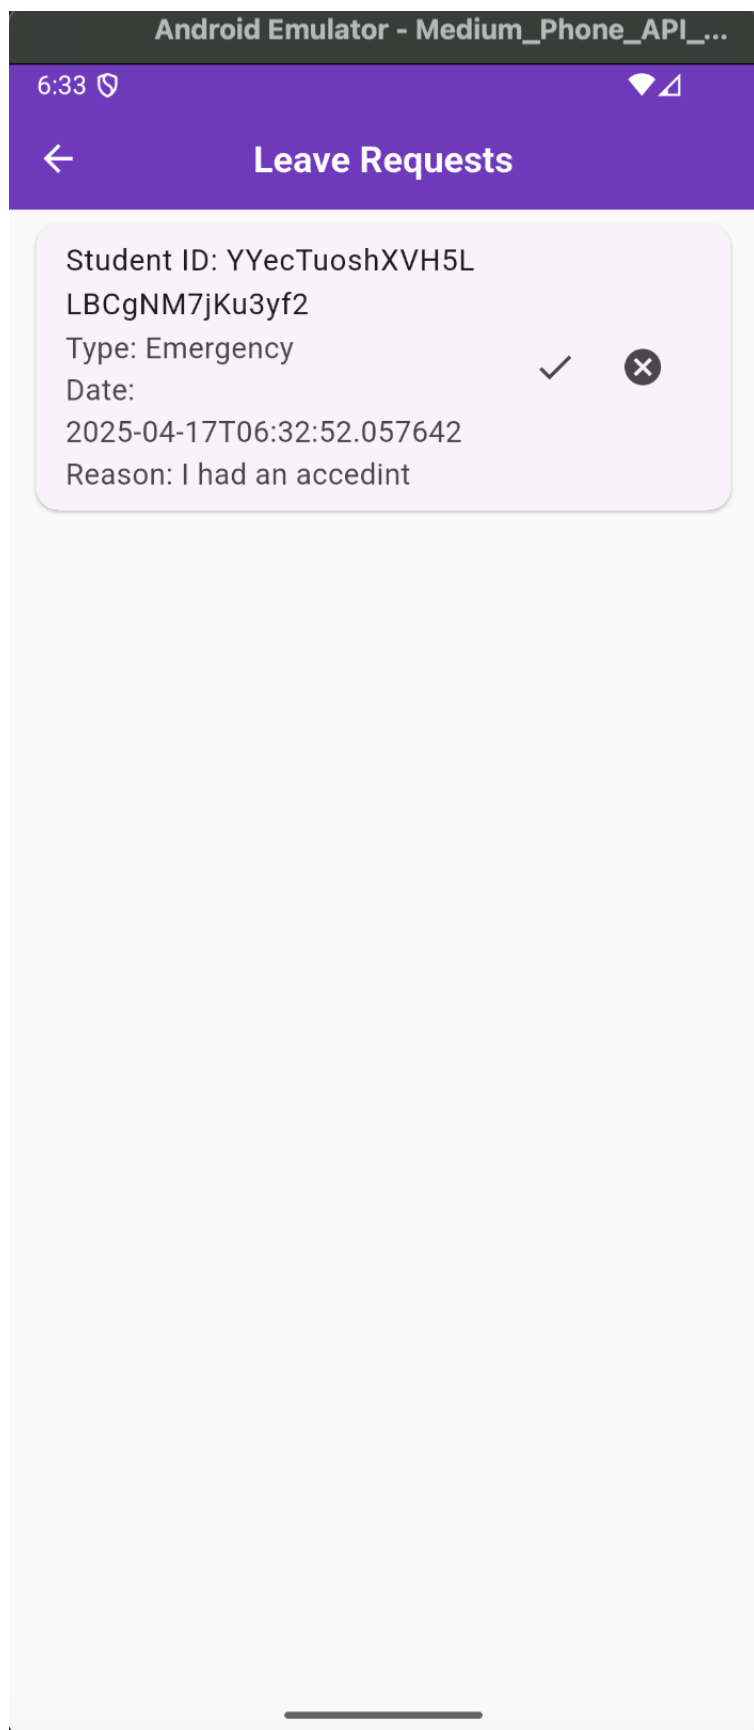 Android Emulator - Medium_Phone_API_...
6:33
Leave Requests
Student ID: YYecTuoshXVH5L
LBCgNM7jKu3yf2
Type: Emergency
Date:
2025-04-17T06:32:52.057642
Reason: I had an accedint